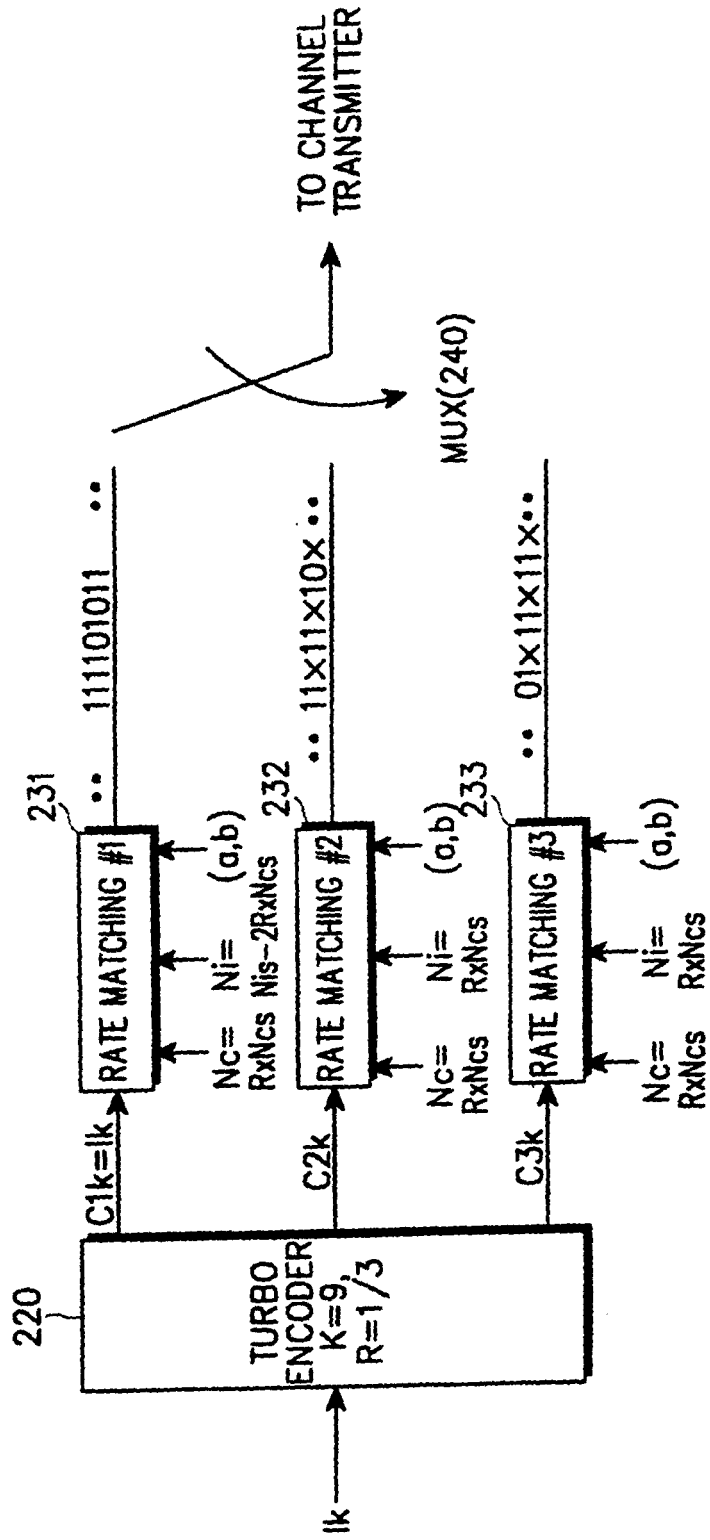 Ik
220
TURBO
ENCODER
K=9,
R=1/3
C1k=Ik
C2k
C3k
231
RATE MATCHING #1
Nc=
RxNcs
Ni=
Nis-2RxNcs
(a,b)
232
RATE MATCHING #2
Nc=
RxNcs
Ni=
RxNcs
(a,b)
233
RATE MATCHING #3
Nc=
RxNcs
Ni=
RxNcs
(a,b)
•• 111101011 ••
•• 11×11×10× ••
•• 01×11×11×••
MUX(240)
TO CHANNEL
TRANSMITTER